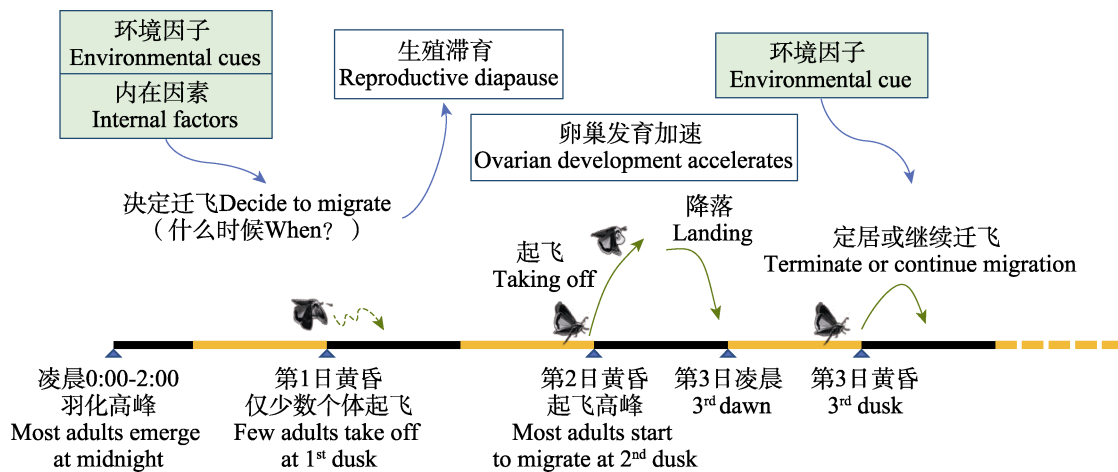 环境因子
Environmental cues
内在因素
Internal factors
生殖滞育
Reproductive diapause
环境因子
Environmental cue
卵巢发育加速
Ovarian development accelerates
决定迁飞Decide to migrate
（什么时候When？）
起飞
Taking off
降落
Landing
定居或继续迁飞
Terminate or continue migration
凌晨0:00-2:00
羽化高峰
Most adults emerge
at midnight
第1日黄昏
仅少数个体起飞
Few adults take off
at 1st dusk
第2日黄昏
起飞高峰
Most adults start
to migrate at 2nd dusk
第3日凌晨
3rd dawn
第3日黄昏
3rd dusk